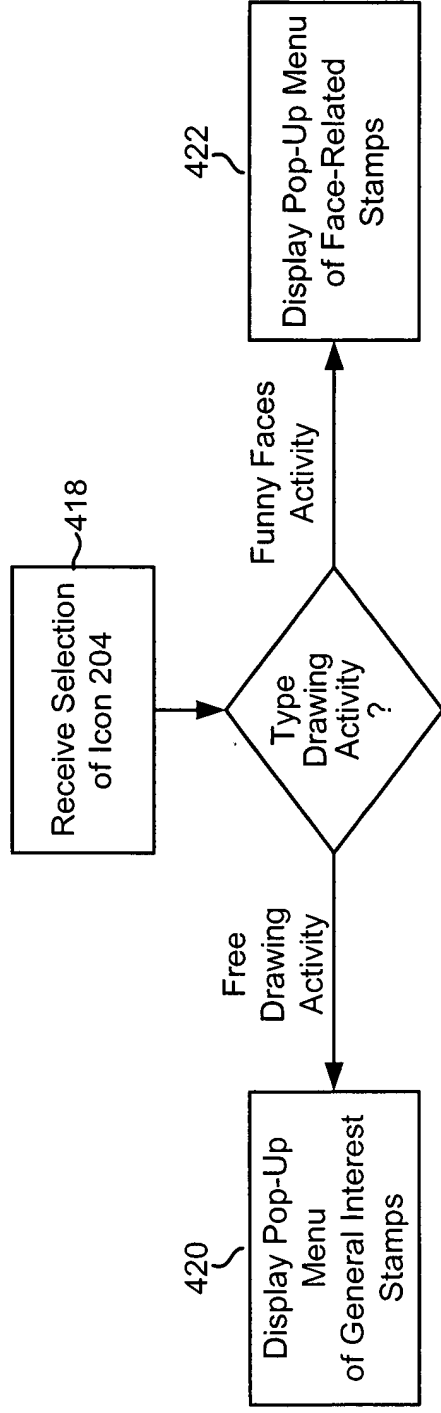 418
Receive Selection
of Icon 204
Type
Drawing
Activity
?
Free
Drawing
Activity
Funny Faces
Activity
420
Display Pop-Up
Menu
of General Interest
Stamps
422
Display Pop-Up Menu
of Face-Related
Stamps